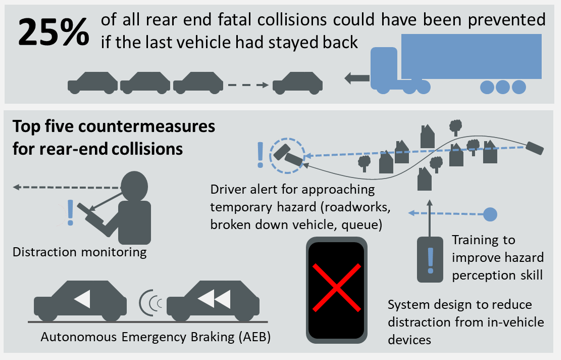 25% of all rear end fatal collisions could have been prevented
if the last vehicle had stayed back
Top five countermeasures
for rear-end collisions
Driver alert for approaching
temporary hazard (roadworks,
broken down vehicle, queue)
Distraction monitoring
Training to
improve hazard
perception skill
System design to reduce
distraction from in-vehicle
devices
Autonomous Emergency Braking (AEB)